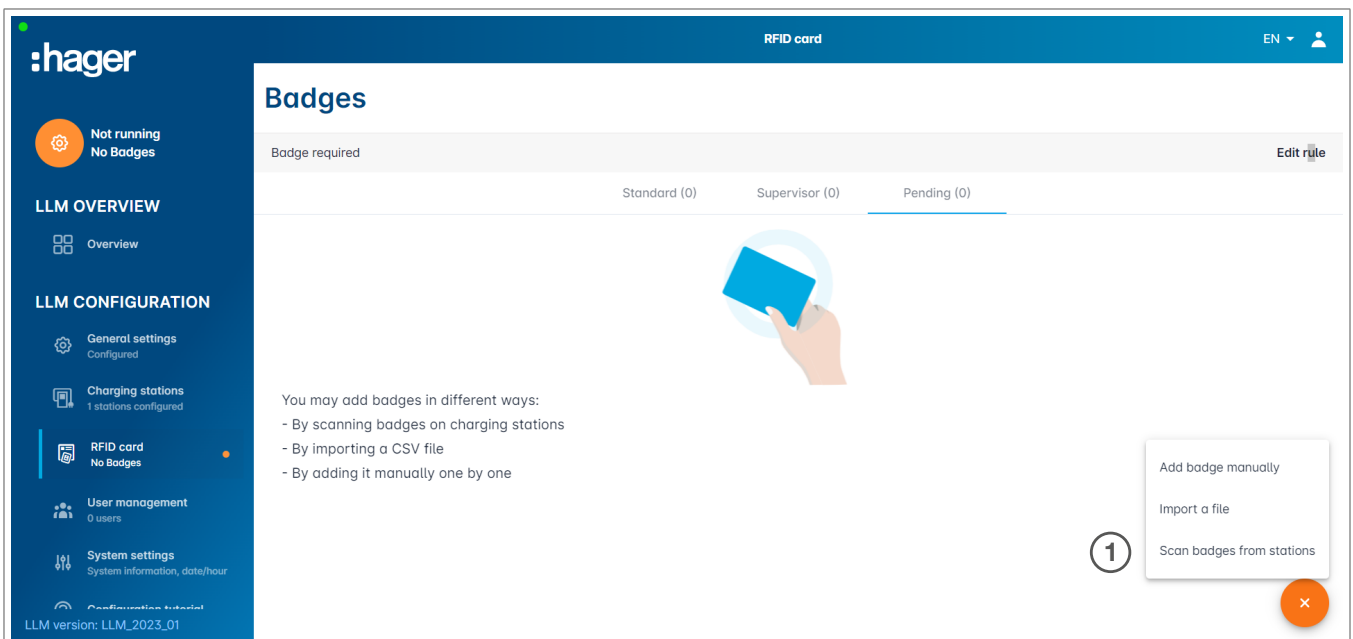 :hager
RFID card
EN
Badges
Not running
No Badges
Badge required
Edit rule
Standard (0)
Supervisor (0)
Pending (0)
LLM OVERVIEW
Overview
LLM CONFIGURATION
General settings
Configured
Charging stations
1 stations configured
RFID card
No Badges
User management
0 users
System settings
System information, date/hour
Configuration tutorial
LLM version: LLM_2023_01
You may add badges in different ways:
- By scanning badges on charging stations
- By importing a CSV file
- By adding it manually one by one
Add badge manually
Import a file
1
Scan badges from stations